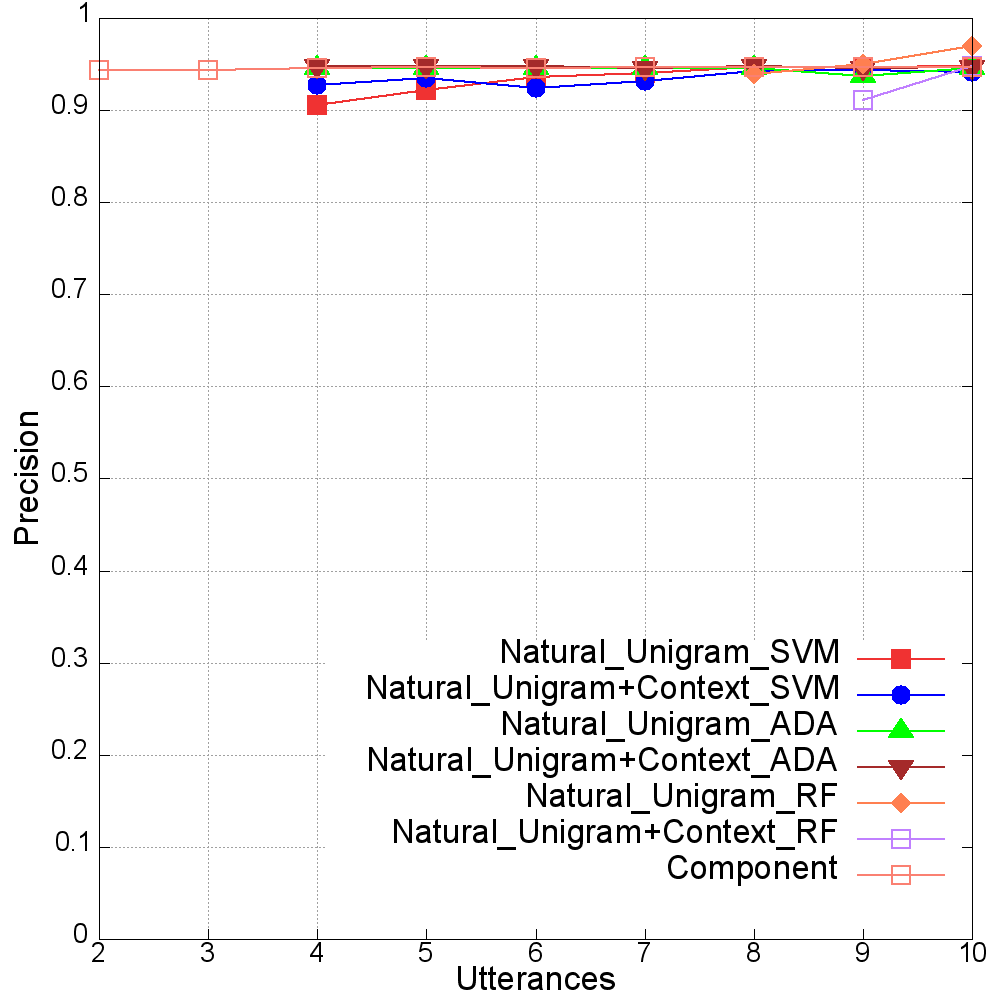 1
0.9
0.8
0.7
0.6
0.5
0.4
0.3
0.2
0.1
0
Precision
Natural_Unigram_SVM
Natural_Unigram+Context_SVM
Natural_Unigram_ADA
Natural_Unigram+Context_ADA
Natural_Unigram_RF
Natural_Unigram+Context_RF
Component
2 3 4 5 6 7 8 9 10
Utterances